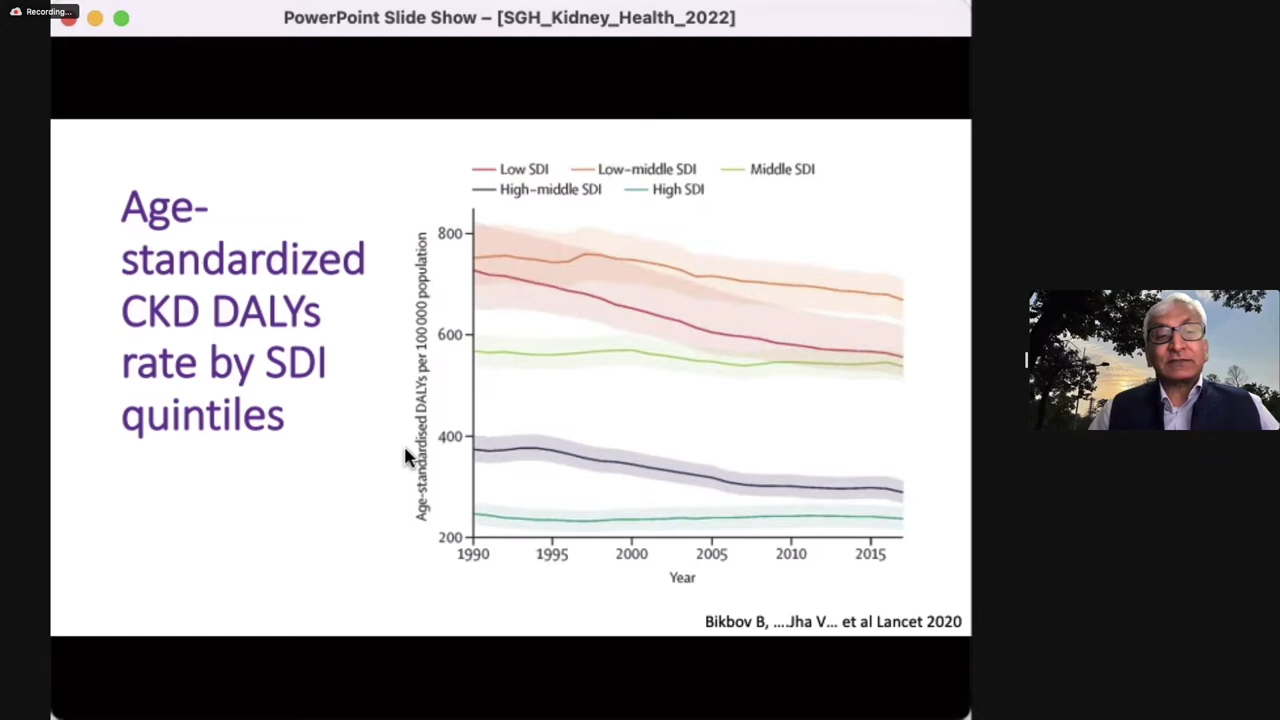 Recording...
PowerPoint Slide Show – [SGH_Kidney_Health_2022]
Age-
standardized
CKD DALYs
rate by SDI
quintiles
Low SDI Low-middle SDI Middle SDI
High-middle SDI High SDI
Age-standardised DALYs per 100 000 population
800
600
400
200
1990 1995 2000 2005 2010 2015
Year
Bikbov B, ....Jha V... et al Lancet 2020